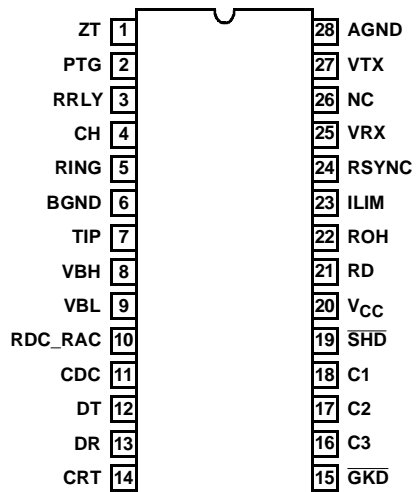 ZT 1 28 AGND
PTG 2 27 VTX
RRLY 3 26 NC
CH 4 25 VRX
RING 5 24 RSYNC
BGND 6 23 ILIM
TIP 7 22 ROH
VBH 8 21 RD
VBL 9 20 VCC
RDC_RAC 10 19 SHD
CDC 11 18 C1
DT 12 17 C2
DR 13 16 C3
CRT 14 15 GKD